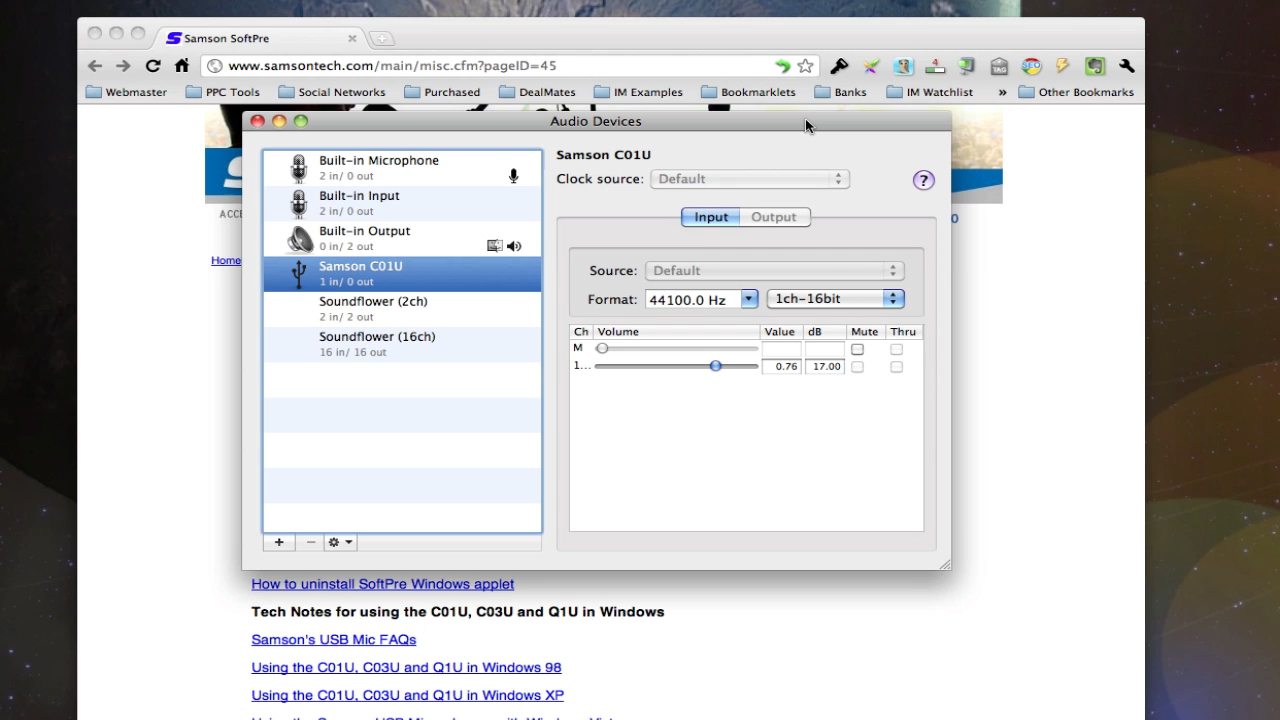 Samson SoftPre
www.samsontech.com/main/misc.cfm?pageID=45
Webmaster PPC Tools Social Networks Purchased DealMates IM Examples Bookmarklets Banks IM Watchlist » Other Bookmarks
Audio Devices
Built-in Microphone
2 in/ 0 out
Built-in Input
2 in/ 0 out
Built-in Output
0 in/ 2 out
Samson C01U
1 in/ 0 out
Soundflower (2ch)
2 in/ 2 out
Soundflower (16ch)
16 in/ 16 out
Samson C01U
Clock source: Default
?
Input Output
Source: Default
Format: 44100.0 Hz 1ch-16bit
Ch Volume Value dB Mute Thru
M
1... 0.76 17.00
ACCE
Home
How to uninstall SoftPre Windows applet
Tech Notes for using the C01U, C03U and Q1U in Windows
Samson's USB Mic FAQs
Using the C01U, C03U and Q1U in Windows 98
Using the C01U, C03U and Q1U in Windows XP